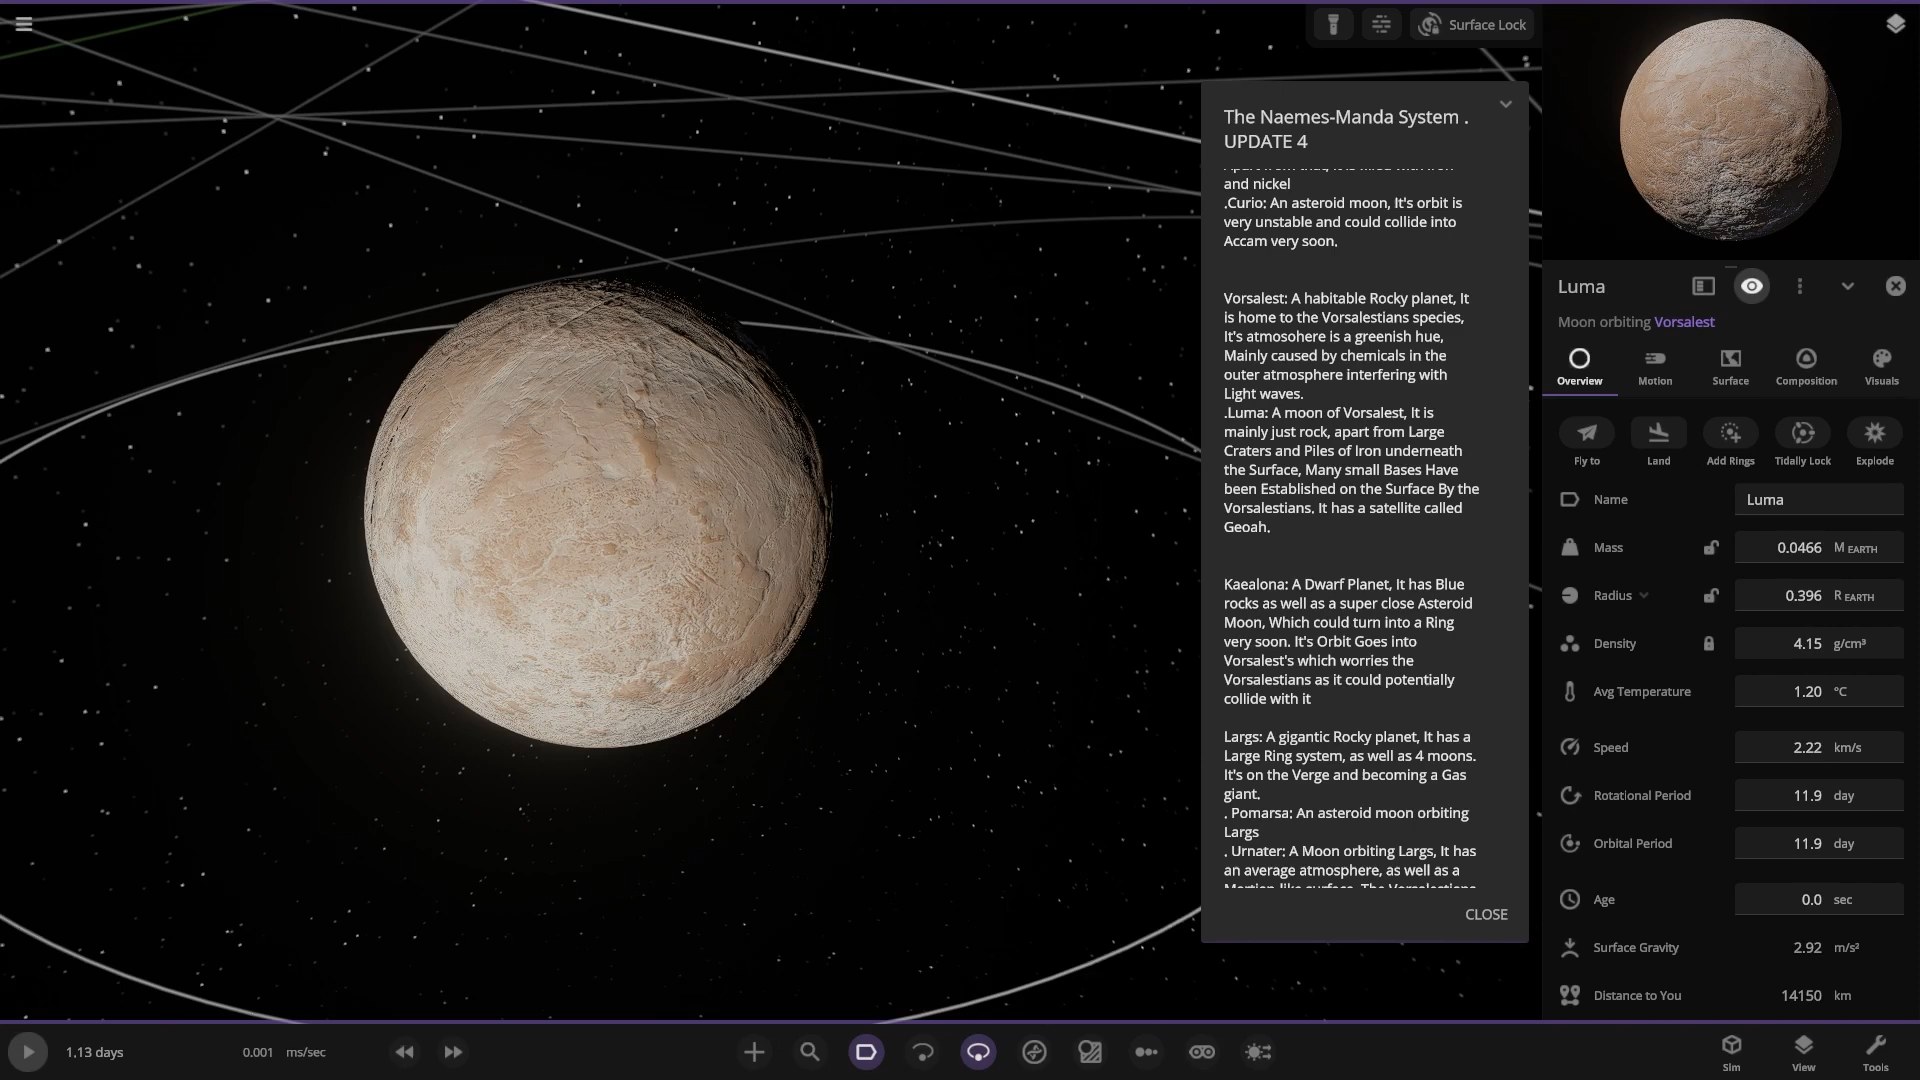 Surface Lock
The Naemes-Manda System .
UPDATE 4
and nickel
.Curio: An asteroid moon, It's orbit is
very unstable and could collide into
Accam very soon.
Vorsalest: A habitable Rocky planet, It
is home to the Vorsalestians species,
It's atmosohere is a greenish hue,
Mainly caused by chemicals in the
outer atmosphere interfering with
Light waves.
.Luma: A moon of Vorsalest, It is
mainly just rock, apart from Large
Craters and Piles of Iron underneath
the Surface, Many small Bases Have
been Established on the Surface By the
Vorsalestians. It has a satellite called
Geoah.
Kaealona: A Dwarf Planet, It has Blue
rocks as well as a super close Asteroid
Moon, Which could turn into a Ring
very soon. It's Orbit Goes into
Vorsalest's which worries the
Vorsalestians as it could potentially
collide with it
Largs: A gigantic Rocky planet, It has a
Large Ring system, as well as 4 moons.
It's on the Verge and becoming a Gas
giant.
. Pomarsa: An asteroid moon orbiting
Largs
. Urnater: A Moon orbiting Largs, It has
an average atmosphere, as well as a
CLOSE
Luma
Moon orbiting Vorsalest
Overview Motion Surface Composition Visuals
Fly to Land Add Rings Tidally Lock Explode
Name Luma
Mass 0.0466 M EARTH
Radius 0.396 R EARTH
Density 4.15 g/cm³
Avg Temperature 1.20 °C
Speed 2.22 km/s
Rotational Period 11.9 day
Orbital Period 11.9 day
Age 0.0 sec
Surface Gravity 2.92 m/s²
Distance to You 14150 km
1.13 days 0.001 ms/sec
Sim View Tools